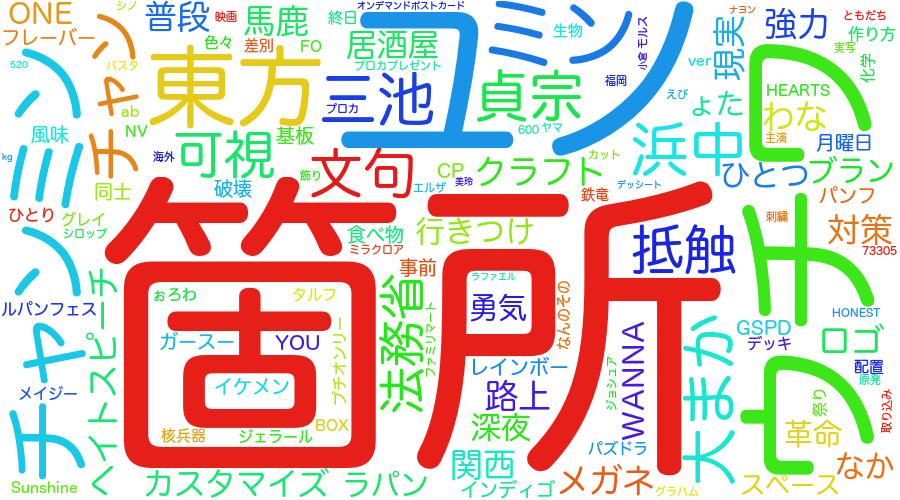 ONE
フレーバー
ミン
チャン
シノ
520
パスタ
普段
馬鹿
映画
東方
ab
NV
色々
差別
FO
終日
オンデマンドポストカード
居酒屋
プロカプレゼント
三池
プロカ
ユン
ミン
生物
小倉 モルス
福岡
ver
ナヨン
現実
えび
強力
ともだち
作り方
実写
化学
HEARTS
わな
主演
月曜日
ょた
貞宗
600
ヤマ
浜中
ひとつ
ブラン
ワ
チ
ウ
風味
kg
ミン
チャン
同士
海外
可視
基板
飾り
文句
CP
クラフト
カット
エルザ
美玲
鉄竜
デッシート
破壊
ひとり
グレイ
シロップ
パンフ
対策
73305
刺繍
箇所
食べ物
ミラクロア
行きつけ
事前
抵触
ラファエル
勇気
なんのその
ルパンフェス
ぉろわ
タルフ
法務省
ファミリマート
ヘイトスピーチ
ガースー
YOU
プチオンリー
イケメン
レインボー
路上
ジョシュア
WANNA
大まか
GSPD
デッキ
HONEST
ロゴ
配置
原発
メイジー
BOX
核兵器
ジェラール
深夜
パズドラ
祭り
取り込み
革命
Sunshine
カスタマイズ
ラパン
関西
インディゴ
メガネ
グラハム
スペース
なか